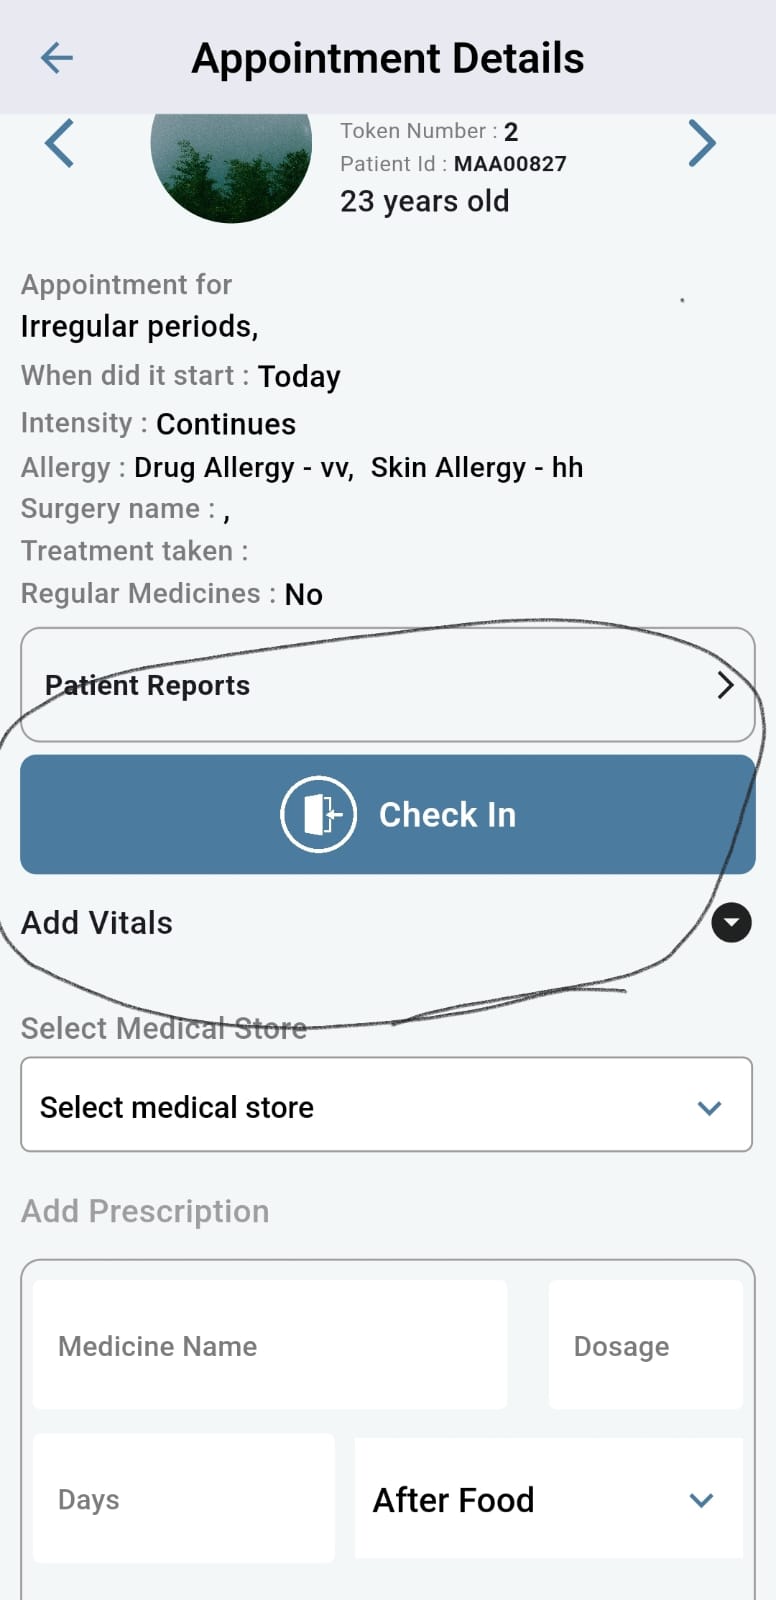 Appointment Details
Token Number : 2
Patient Id : MAA00827
23 years old
Appointment for
Irregular periods,
When did it start : Today
Intensity : Continues
Allergy : Drug Allergy - vv, Skin Allergy - hh
Surgery name : ,
Treatment taken :
Regular Medicines : No
Patient Reports
Check In
Add Vitals
Select Medical Store
Select medical store
Add Prescription
Medicine Name
Dosage
Days
After Food